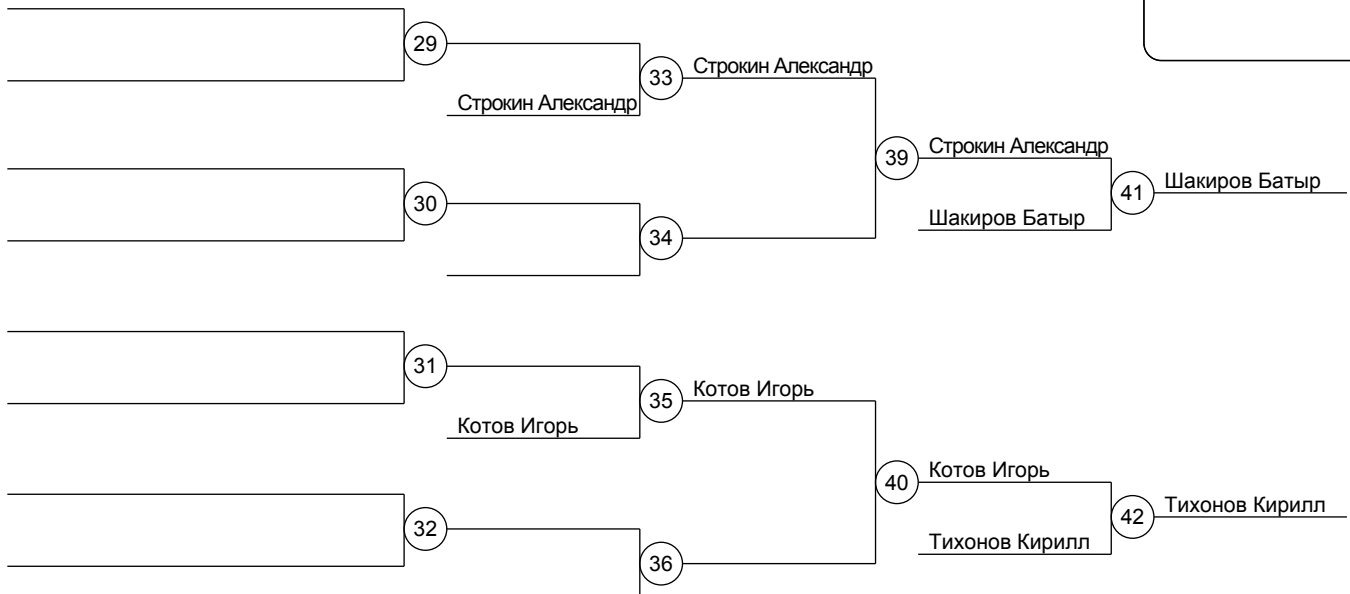 29
33
Строкин Александр
Строкин Александр
39
Строкин Александр
41
Шакиров Батыр
30
34
Шакиров Батыр
31
35
Котов Игорь
Котов Игорь
40
Котов Игорь
42
Тихонов Кирилл
32
36
Тихонов Кирилл